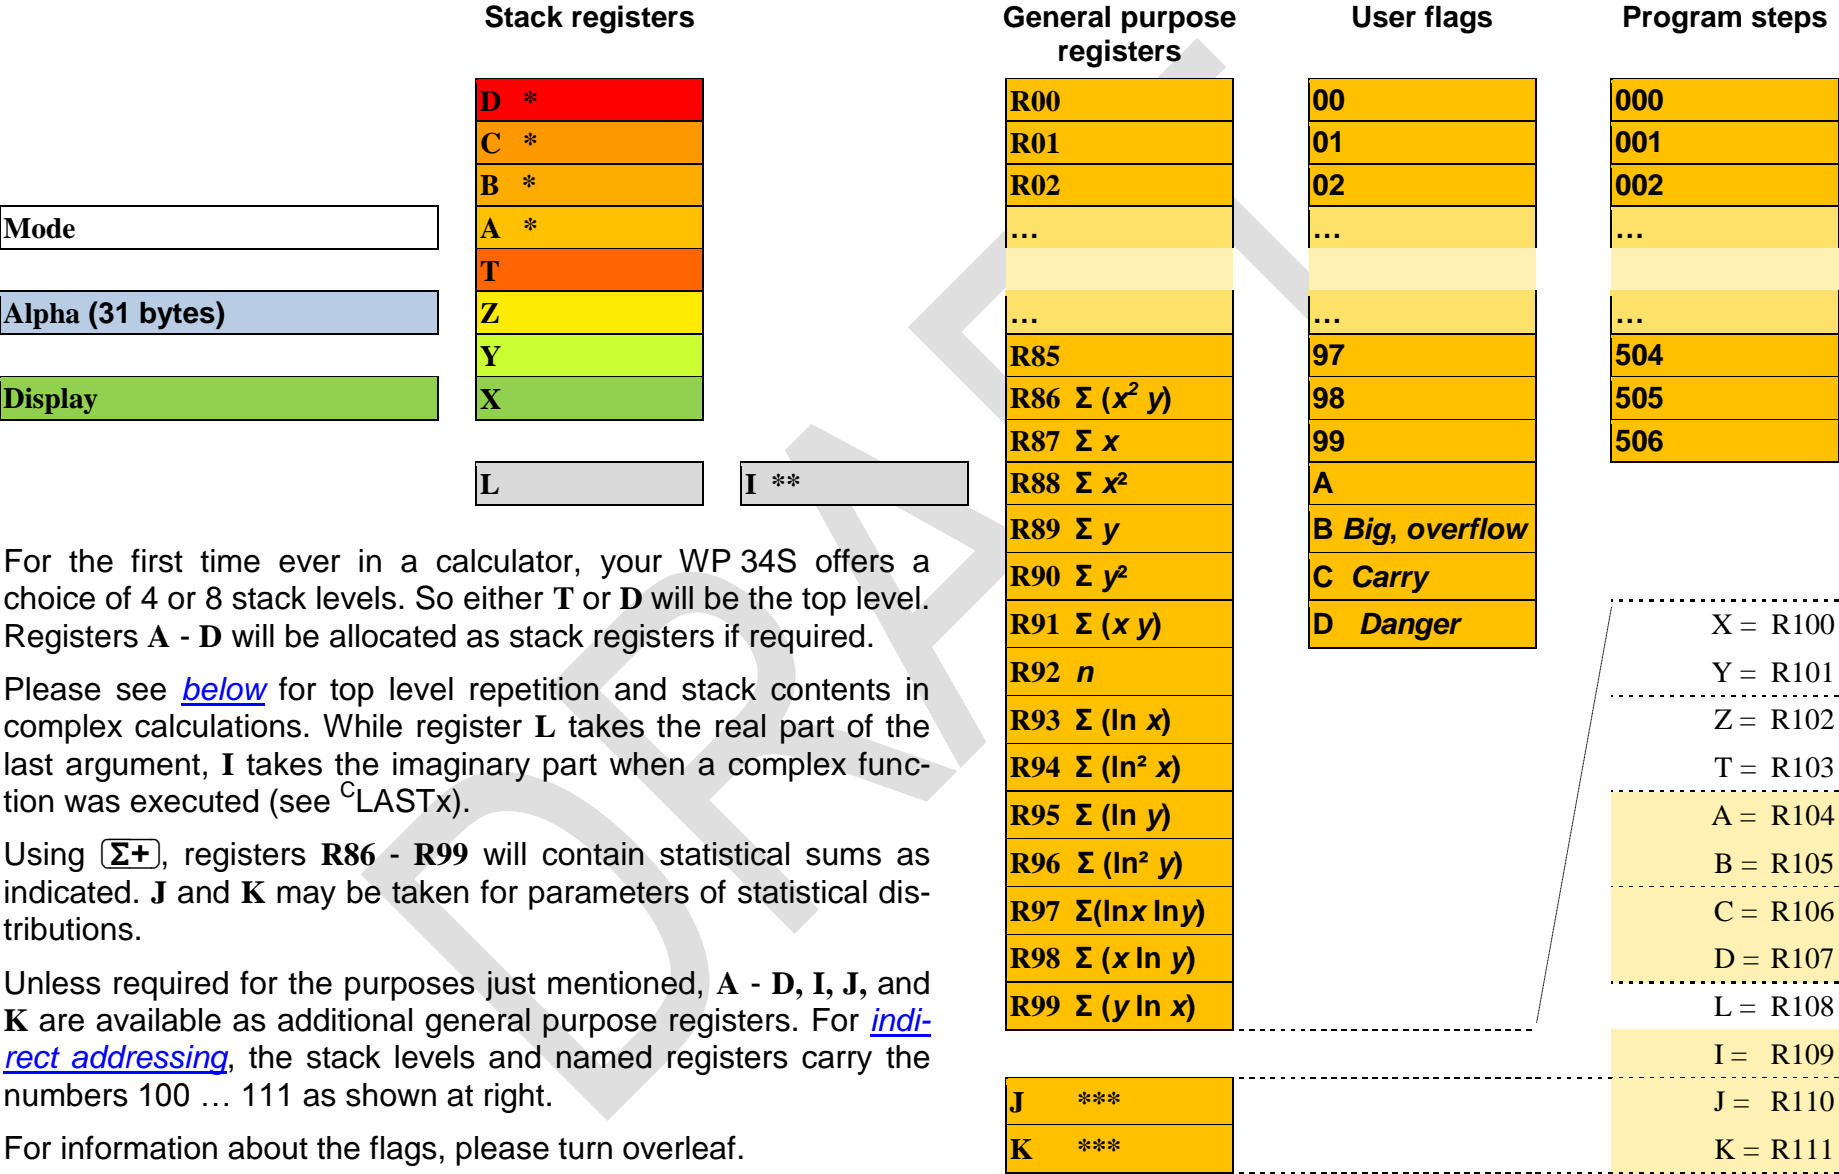 Stack registers
General purpose registers
User flags
Program steps
Mode
Alpha (31 bytes)
Display
D *
C *
B *
A *
T
Z
Y
X
L
I **
For the first time ever in a calculator, your WP 34S offers a
choice of 4 or 8 stack levels. So either T or D will be the top level.
Registers A - D will be allocated as stack registers if required.
Please see below for top level repetition and stack contents in
complex calculations. While register L takes the real part of the
last argument, I takes the imaginary part when a complex func-
tion was executed (see ᶜLASTx).
Using Σ+, registers R86 - R99 will contain statistical sums as
indicated. J and K may be taken for parameters of statistical dis-
tributions.
Unless required for the purposes just mentioned, A - D, I, J, and
K are available as additional general purpose registers. For indi-
rect addressing, the stack levels and named registers carry the
numbers 100 … 111 as shown at right.
For information about the flags, please turn overleaf.
R00
R01
R02
…
…
R85
R86 Σ (x² y)
R87 Σ x
R88 Σ x²
R89 Σ y
R90 Σ y²
R91 Σ (x y)
R92 n
R93 Σ (ln x)
R94 Σ (ln² x)
R95 Σ (ln y)
R96 Σ (ln² y)
R97 Σ(lnx lny)
R98 Σ (x ln y)
R99 Σ (y ln x)
J ***
K ***
00
01
02
…
…
97
98
99
A
B Big, overflow
C Carry
D Danger
000
001
002
…
…
504
505
506
X = R100
Y = R101
Z = R102
T = R103
A = R104
B = R105
C = R106
D = R107
L = R108
I = R109
J = R110
K = R111
DRAFT